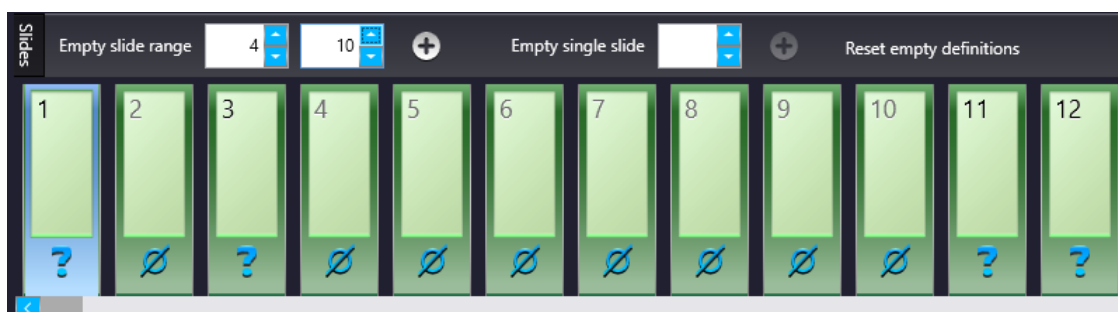 Slides
Empty slide range 4 10 Empty single slide Reset empty definitions
1 2 3 4 5 6 7 8 9 10 11 12
? Ø ? Ø Ø Ø Ø Ø Ø Ø ? ?